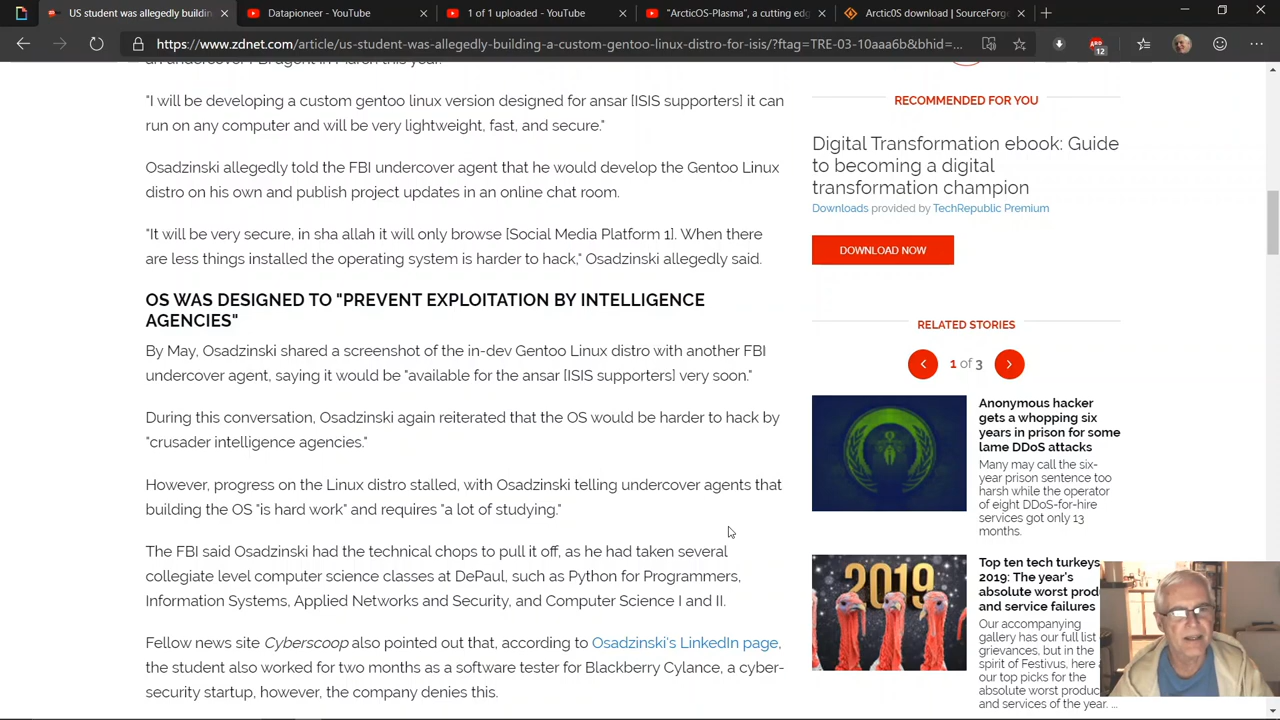 US student was allegedly buildin
Datapioneer - YouTube
1 of 1 uploaded - YouTube
"ArcticOS-Plasma", a cutting edg
Arctic0S download | SourceForg
https://www.zdnet.com/article/us-student-was-allegedly-building-a-custom-gentoo-linux-distro-for-isis/?ftag=TRE-03-10aaa6b&bhid=...
12
an undercover FBI agent in March this year.
"I will be developing a custom gentoo linux version designed for ansar [ISIS supporters] it can
run on any computer and will be very lightweight, fast, and secure."
Osadzinski allegedly told the FBI undercover agent that he would develop the Gentoo Linux
distro on his own and publish project updates in an online chat room.
"It will be very secure, in sha allah it will only browse [Social Media Platform 1]. When there
are less things installed the operating system is harder to hack," Osadzinski allegedly said.
OS WAS DESIGNED TO "PREVENT EXPLOITATION BY INTELLIGENCE
AGENCIES"
By May, Osadzinski shared a screenshot of the in-dev Gentoo Linux distro with another FBI
undercover agent, saying it would be "available for the ansar [ISIS supporters] very soon."
During this conversation, Osadzinski again reiterated that the OS would be harder to hack by
"crusader intelligence agencies."
However, progress on the Linux distro stalled, with Osadzinski telling undercover agents that
building the OS "is hard work" and requires "a lot of studying."
The FBI said Osadzinski had the technical chops to pull it off, as he had taken several
collegiate level computer science classes at DePaul, such as Python for Programmers,
Information Systems, Applied Networks and Security, and Computer Science I and II.
Fellow news site Cyberscoop also pointed out that, according to Osadzinski's LinkedIn page,
the student also worked for two months as a software tester for Blackberry Cylance, a cyber-
security startup, however, the company denies this.
RECOMMENDED FOR YOU
Digital Transformation ebook: Guide
to becoming a digital
transformation champion
Downloads provided by TechRepublic Premium
DOWNLOAD NOW
RELATED STORIES
1 of 3
Anonymous hacker
gets a whopping six
years in prison for some
lame DDoS attacks
Many may call the six-
year prison sentence too
harsh while the operator
of eight DDoS-for-hire
services got only 13
months.
2019
Top ten tech turkeys
2019: The year's
absolute worst prod
and service failures
Our accompanying
gallery has our full list
grievances, but in the
spirit of Festivus, here
our top picks for the
absolute worst produc
and services of the year. ...